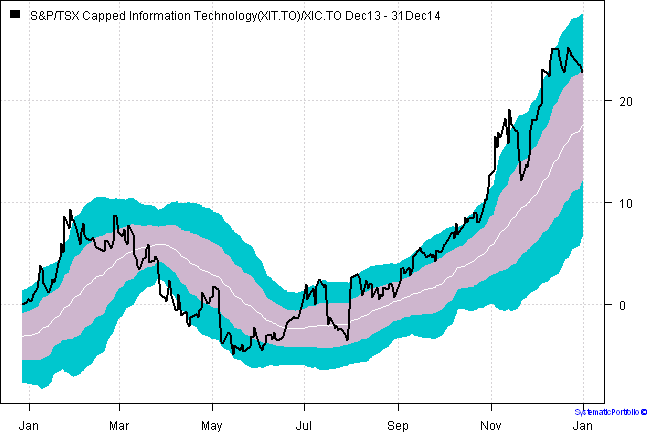 S&P/TSX Capped Information Technology(XIT.TO)/XIC.TO Dec13 - 31Dec14
20
10
0
Jan Mar May Jul Sep Nov Jan
SystematicPortfolio ©